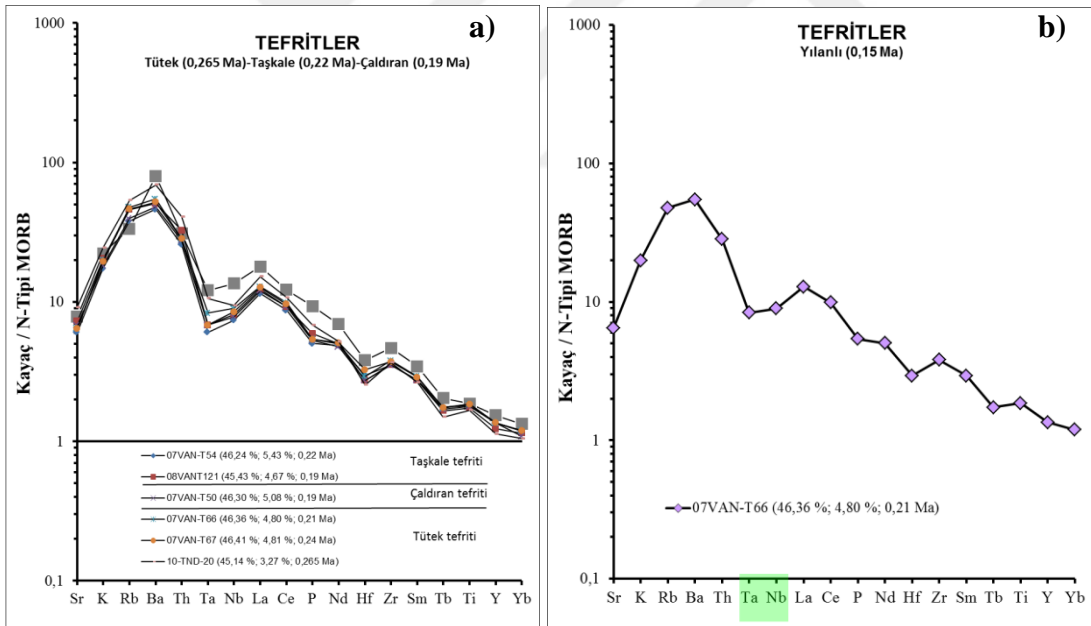 a)
TEFRİTLER
Tütek (0,265 Ma)-Taşkale (0,22 Ma)-Çaldıran (0,19 Ma)
Kayaç / N-Tipi MORB
1000
100
10
1
0,1
07VAN-T54 (46,24 %; 5,43 %; 0,22 Ma)
08VANT121 (45,43 %; 4,67 %; 0,19 Ma)
Taşkale tefriti
07VAN-T50 (46,30 %; 5,08 %; 0,19 Ma)
Çaldıran tefriti
07VAN-T66 (46,36 %; 4,80 %; 0,21 Ma)
07VAN-T67 (46,41 %; 4,81 %; 0,24 Ma)
10-TND-20 (45,14 %; 3,27 %; 0,265 Ma)
Tütek tefriti
Sr K Rb Ba Th Ta Nb La Ce P Nd Hf Zr Sm Tb Ti Y Yb
b)
TEFRİTLER
Yılanlı (0,15 Ma)
Kayaç / N-Tipi MORB
1000
100
10
1
0,1
07VAN-T66 (46,36 %; 4,80 %; 0,21 Ma)
Sr K Rb Ba Th Ta Nb La Ce P Nd Hf Zr Sm Tb Ti Y Yb